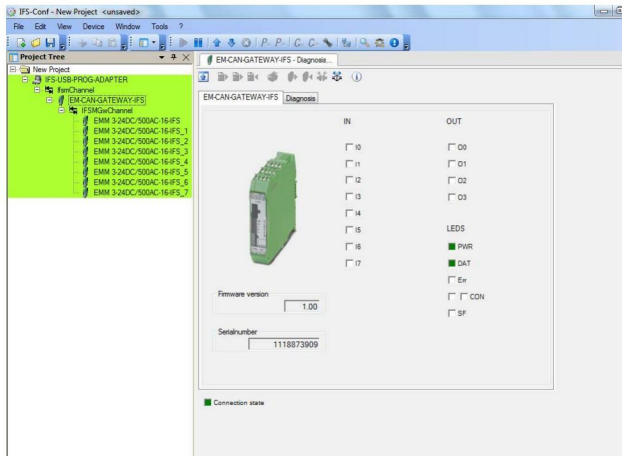 IFS-Conf - New Project <unsaved>
File Edit View Device Window Tools ?
P- P- C. C-
Project Tree
New Project
IFS-USB-PROG-ADAPTER
IfsmChannel
EM-CAN-GATEWAY-IFS
IFSMGwChannel
EMM 3-24DC/500AC-16-IFS
EMM 3-24DC/500AC-16-IFS_1
EMM 3-24DC/500AC-16-IFS_2
EMM 3-24DC/500AC-16-IFS_3
EMM 3-24DC/500AC-16-IFS_4
EMM 3-24DC/500AC-16-IFS_5
EMM 3-24DC/500AC-16-IFS_6
EMM 3-24DC/500AC-16-IFS_7
EM-CAN-GATEWAY-IFS - Diagnosis...
EM-CAN-GATEWAY-IFS Diagnosis
IN OUT
I0 O0
I1 O1
I2 O2
I3 O3
I4
I5 LEDS
I6 PWR
I7 DAT
Err
CON
SF
Firmware version
1.00
Serialnumber
1118873909
Connection state